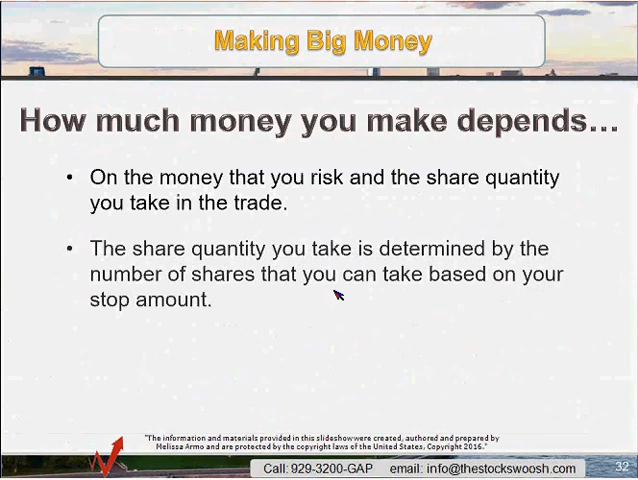 Making Big Money
How much money you make depends…
• On the money that you risk and the share quantity
you take in the trade.
• The share quantity you take is determined by the
number of shares that you can take based on your
stop amount.
"The information and materials provided in this slideshow were created, authored and prepared by
Melissa Armo and are protected by the copyright laws of the United States. Copyright 2016."
Call: 929-3200-GAP email: info@thestockswoosh.com
32